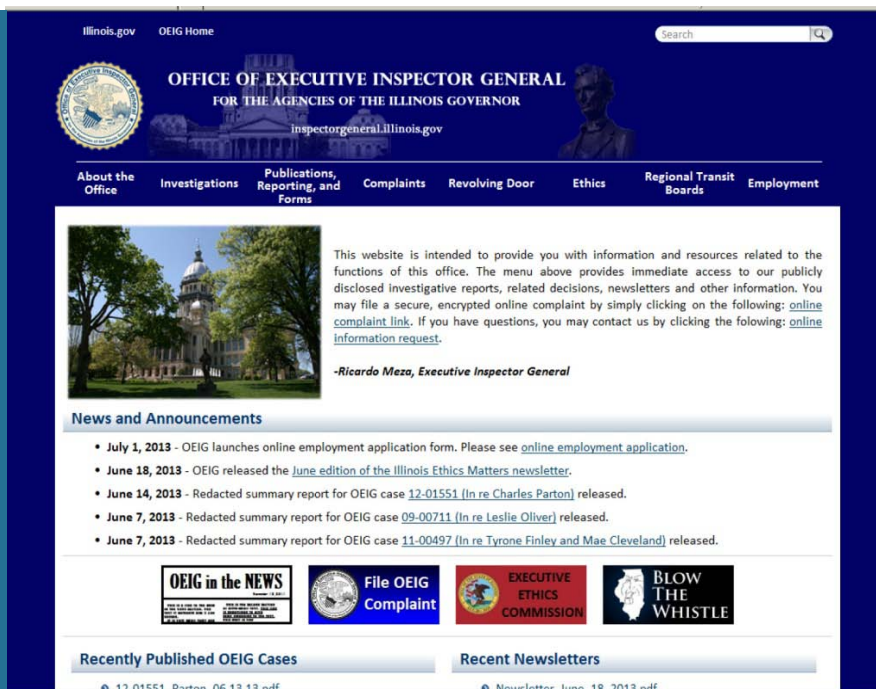 Illinois.gov OEIG Home Search
OFFICE OF EXECUTIVE INSPECTOR GENERAL
FOR THE AGENCIES OF THE ILLINOIS GOVERNOR
inspectorgeneral.illinois.gov
About the Office
Investigations
Publications, Reporting, and Forms
Complaints
Revolving Door
Ethics
Regional Transit Boards
Employment
This website is intended to provide you with information and resources related to the
functions of this office. The menu above provides immediate access to our publicly
disclosed investigative reports, related decisions, newsletters and other information. You
may file a secure, encrypted online complaint by simply clicking on the following: online
complaint link. If you have questions, you may contact us by clicking the folowing: online
information request.
-Ricardo Meza, Executive Inspector General
News and Announcements
• July 1, 2013 - OEIG launches online employment application form. Please see online employment application.
• June 18, 2013 - OEIG released the June edition of the Illinois Ethics Matters newsletter.
• June 14, 2013 - Redacted summary report for OEIG case 12-01551 (In re Charles Parton) released.
• June 7, 2013 - Redacted summary report for OEIG case 09-00711 (In re Leslie Oliver) released.
• June 7, 2013 - Redacted summary report for OEIG case 11-00497 (In re Tyrone Finley and Mae Cleveland) released.
OEIG in the NEWS
File OEIG
Complaint
EXECUTIVE
ETHICS
COMMISSION
BLOW
THE
WHISTLE
Recently Published OEIG Cases
Recent Newsletters
12-01551_Parton_06.13.13.pdf
Newsletter_June_18_2013.pdf